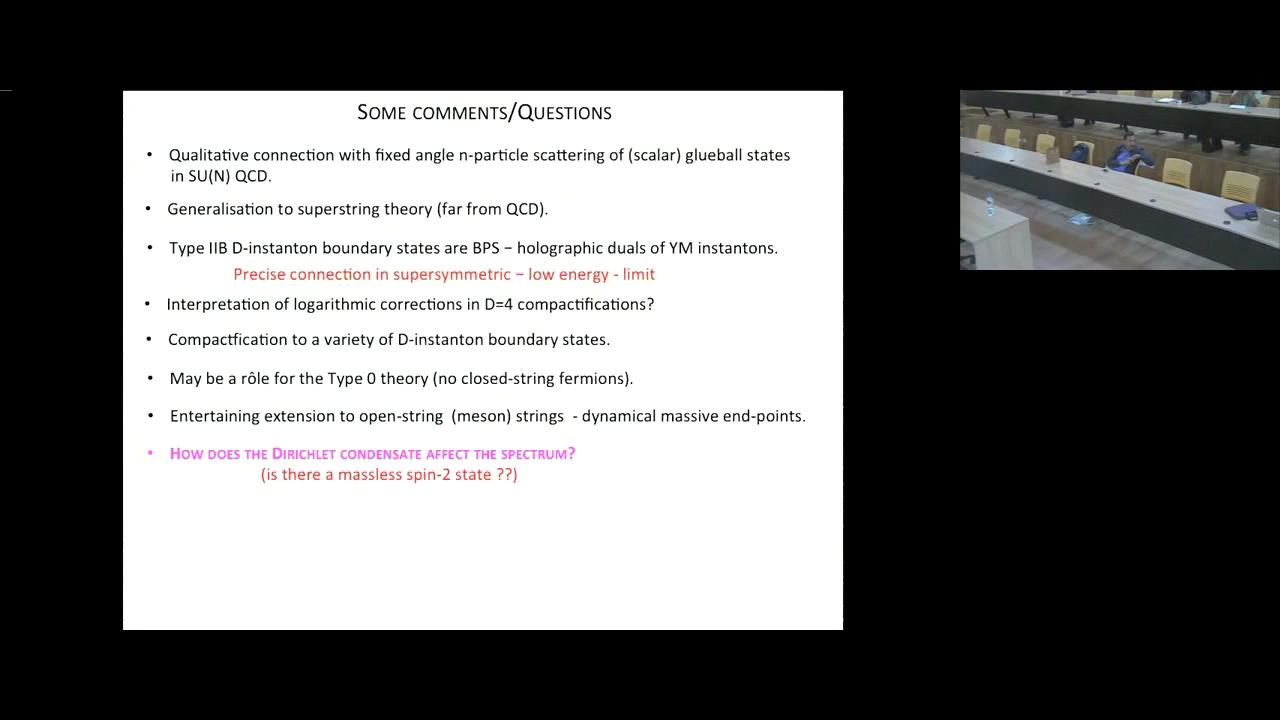 SOME COMMENTS/QUESTIONS
• Qualitative connection with fixed angle n-particle scattering of (scalar) glueball states
in SU(N) QCD.
• Generalisation to superstring theory (far from QCD).
• Type IIB D-instanton boundary states are BPS – holographic duals of YM instantons.
Precise connection in supersymmetric – low energy - limit
• Interpretation of logarithmic corrections in D=4 compactifications?
• Compactfication to a variety of D-instanton boundary states.
• May be a rôle for the Type 0 theory (no closed-string fermions).
• Entertaining extension to open-string (meson) strings - dynamical massive end-points.
• HOW DOES THE DIRICHLET CONDENSATE AFFECT THE SPECTRUM?
(is there a massless spin-2 state ??)